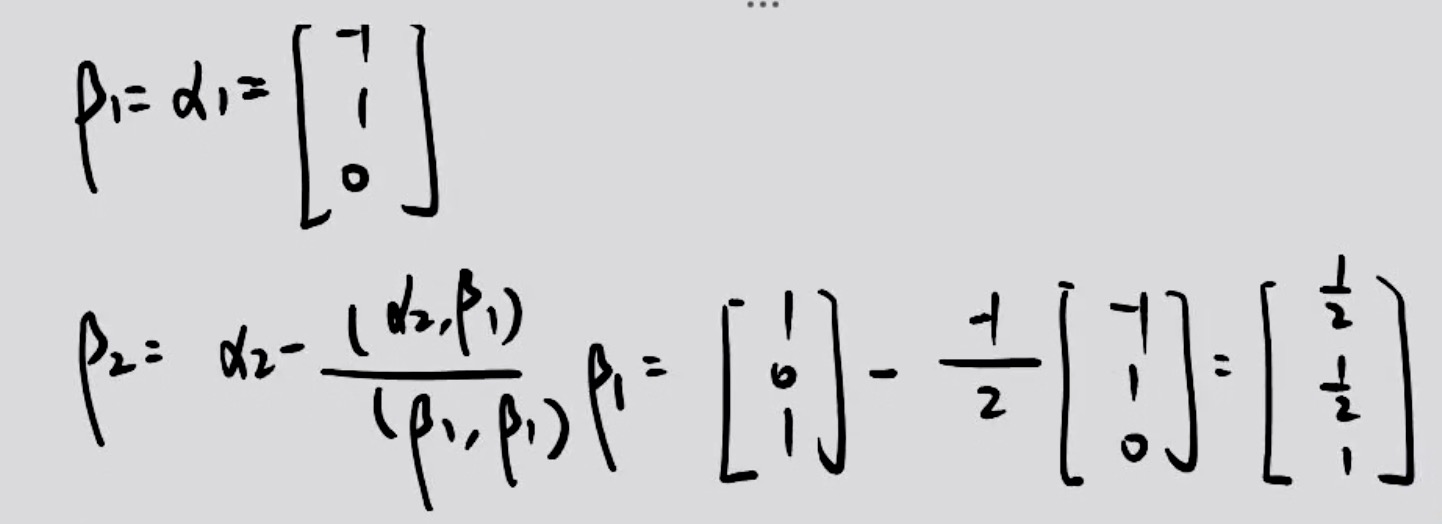 β₁ = α₁ = [-1; 1; 0]
β₂ = α₂ - (α₂, β₁)/(β₁, β₁) β₁ = [1; 0; 1] - -1/2 [-1; 1; 0] = [1/2; 1/2; 1]